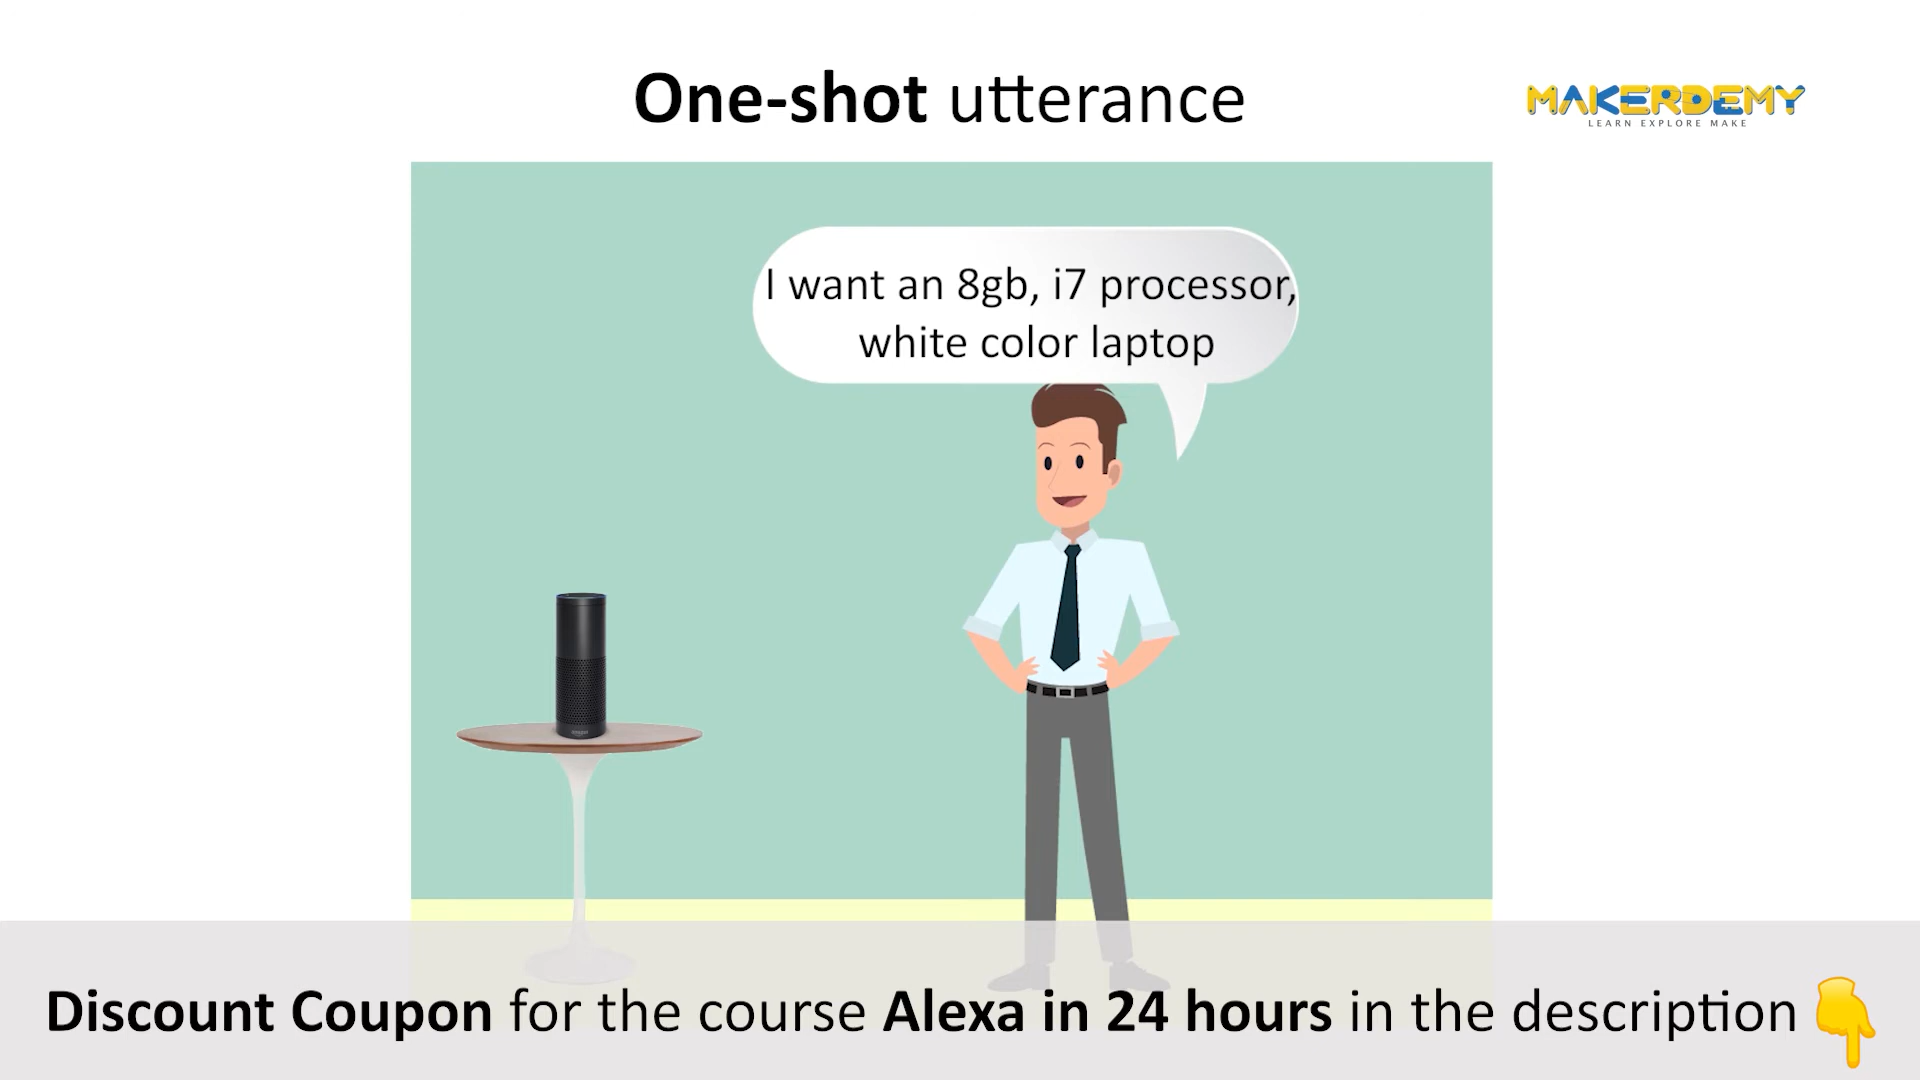 One-shot utterance
MAKERDEMY
LEARN EXPLORE MAKE
I want an 8gb, i7 processor,
white color laptop
Discount Coupon for the course Alexa in 24 hours in the description